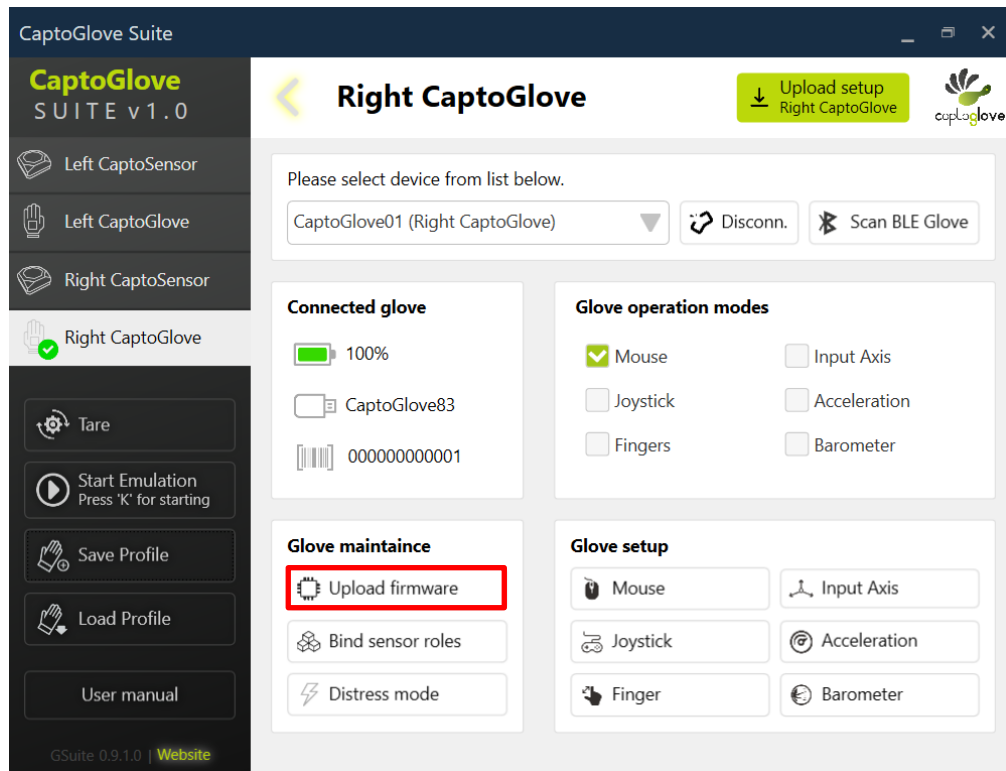 CaptoGlove Suite
CaptoGlove
SUITE v1.0
Left CaptoSensor
Left CaptoGlove
Right CaptoSensor
Right CaptoGlove
Tare
Start Emulation
Press 'K' for starting
Save Profile
Load Profile
User manual
GSuite 0.9.1.0 | Website
Right CaptoGlove
Upload setup
Right CaptoGlove
captoglove
Please select device from list below.
CaptoGlove01 (Right CaptoGlove)
Disconn.
Scan BLE Glove
Connected glove
100%
CaptoGlove83
000000000001
Glove operation modes
Mouse
Input Axis
Joystick
Acceleration
Fingers
Barometer
Glove maintaince
Upload firmware
Bind sensor roles
Distress mode
Glove setup
Mouse
Input Axis
Joystick
Acceleration
Finger
Barometer